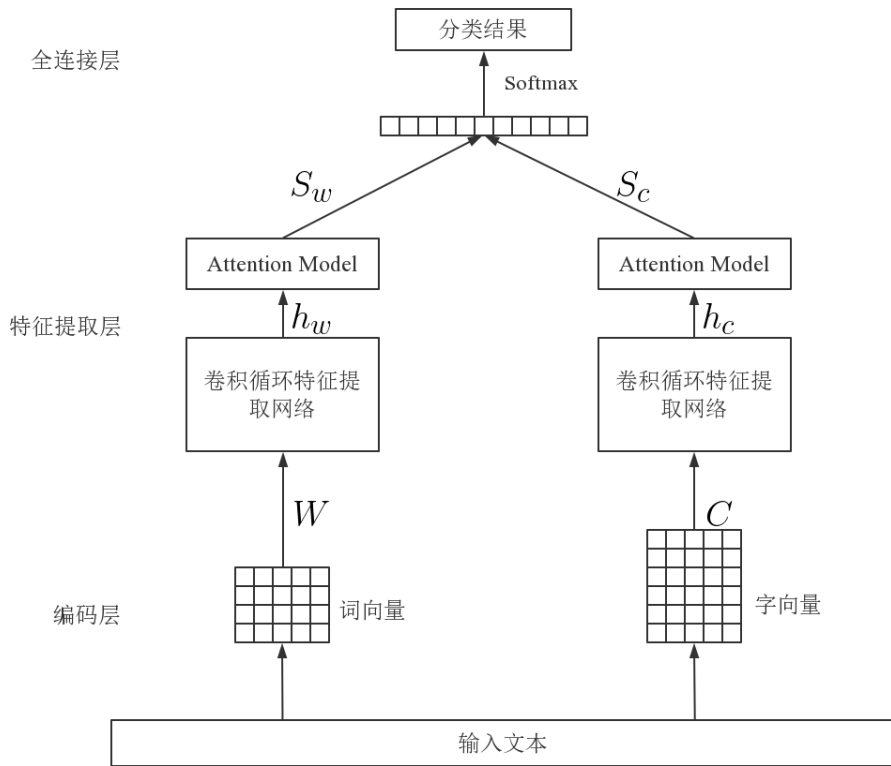 分类结果
全连接层
Softmax
S_w
S_c
Attention Model
Attention Model
h_w
h_c
特征提取层
卷积循环特征提
取网络
卷积循环特征提
取网络
W
C
编码层
词向量
字向量
输入文本